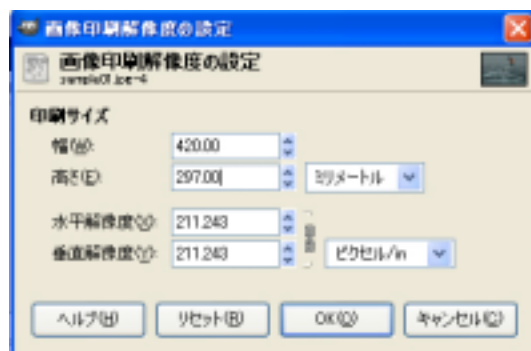 画像印刷解像度の設定
画像印刷解像度の設定
sample01.jpg-4
印刷サイズ
幅(W): 420.00
高さ(E): 297.00 ミリメートル
水平解像度(X): 211.243
垂直解像度(Y): 211.243 ピクセル/in
ヘルプ(H) リセット(R) OK(O) キャンセル(C)